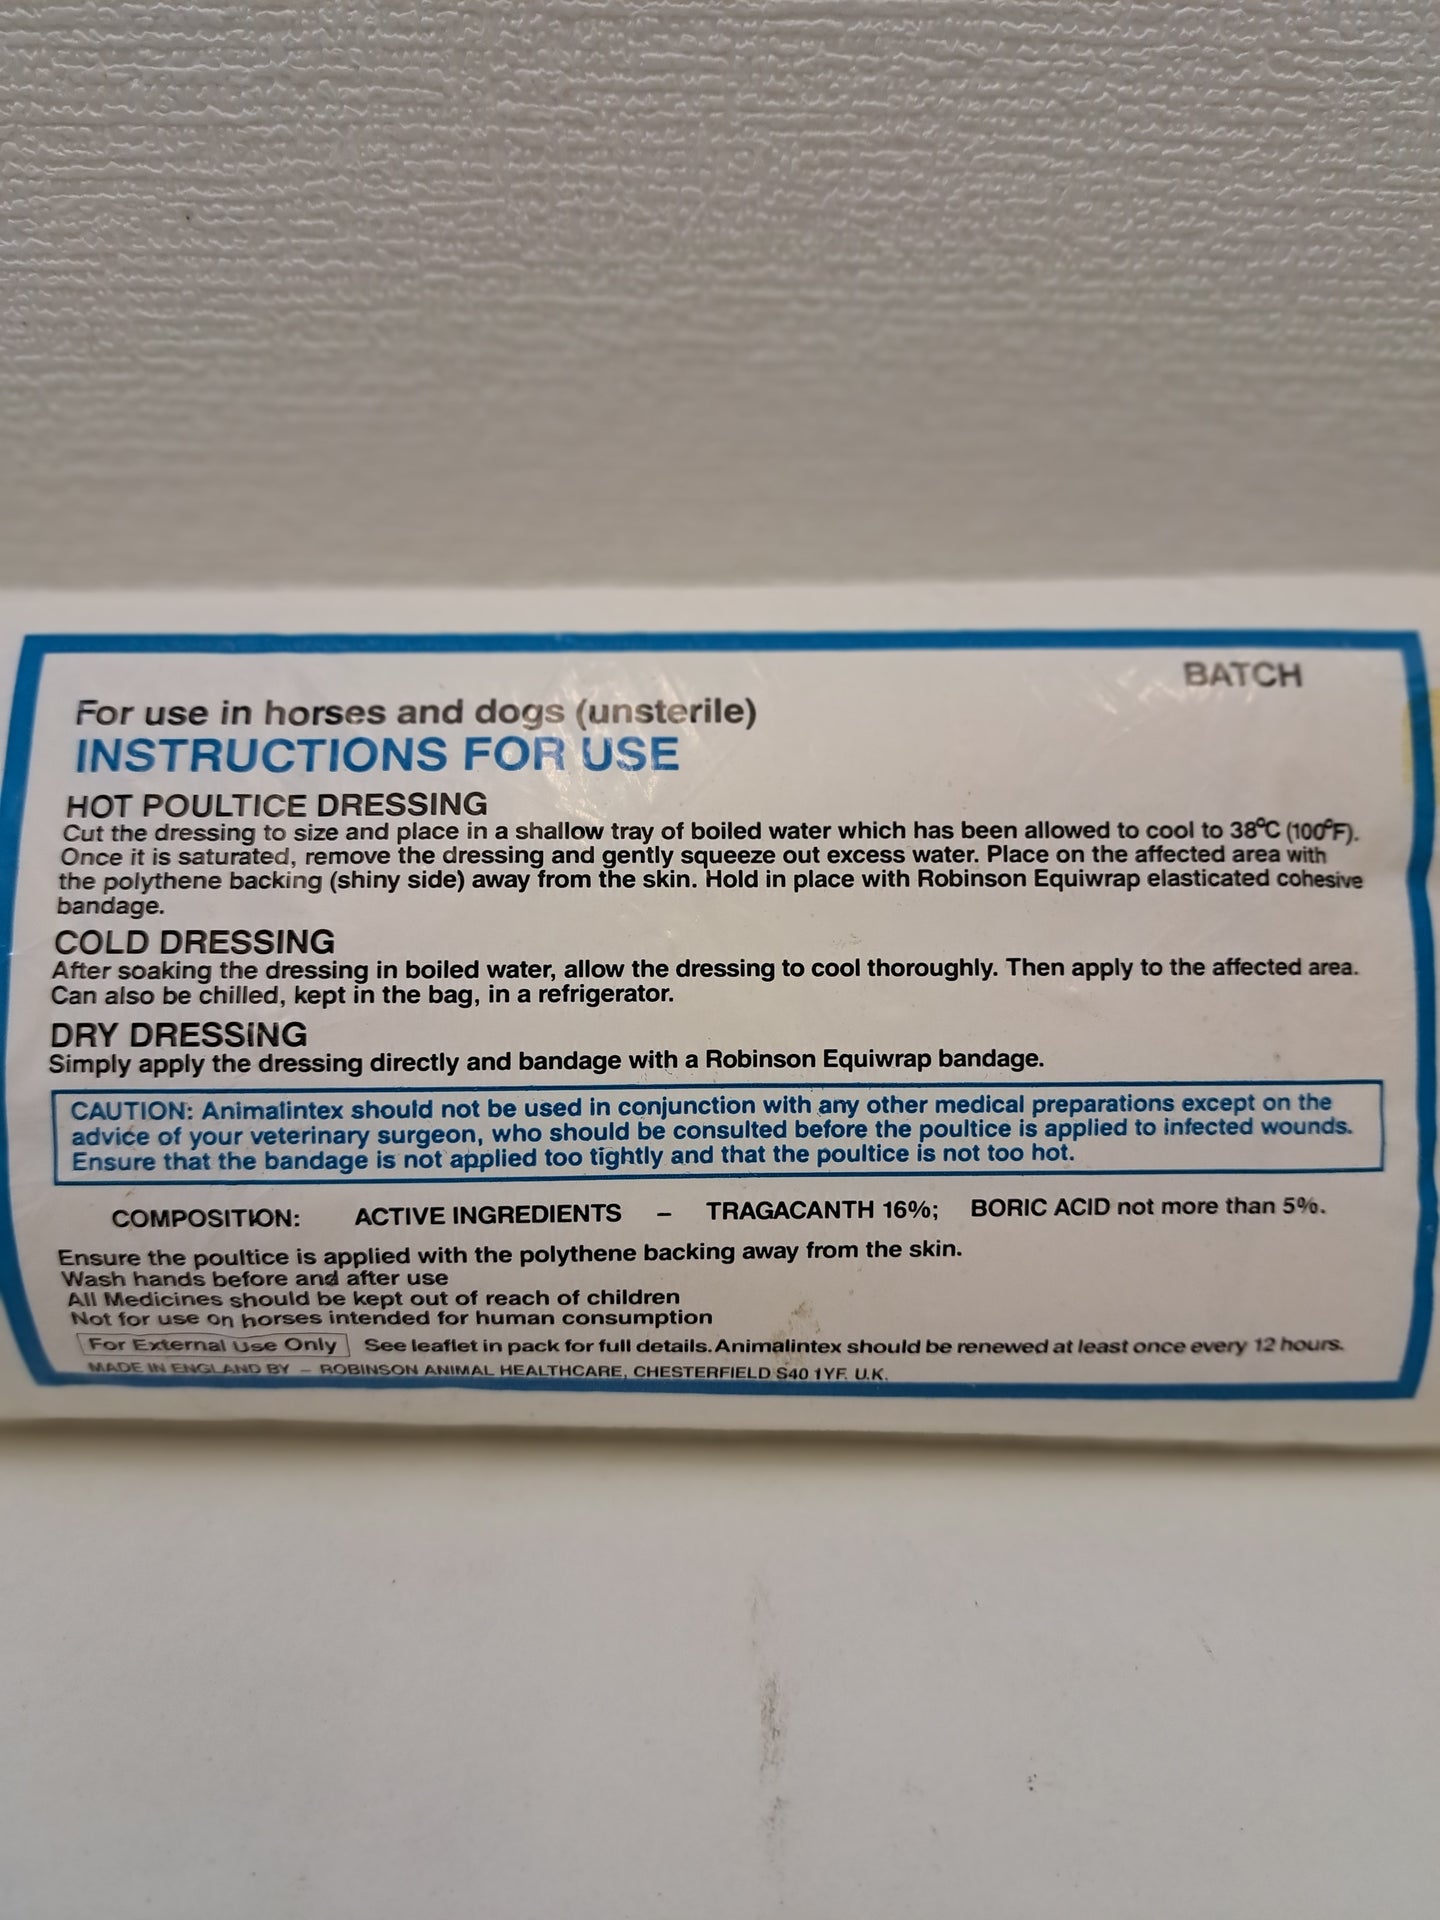 BATCH
For use in horses and dogs (unsterile)
INSTRUCTIONS FOR USE
HOT POULTICE DRESSING
Cut the dressing to size and place in a shallow tray of boiled water which has been allowed to cool to 38°C (100°F).
Once it is saturated, remove the dressing and gently squeeze out excess water. Place on the affected area with
the polythene backing (shiny side) away from the skin. Hold in place with Robinson Equiwrap elasticated cohesive
bandage.
COLD DRESSING
After soaking the dressing in boiled water, allow the dressing to cool thoroughly. Then apply to the affected area.
Can also be chilled, kept in the bag, in a refrigerator.
DRY DRESSING
Simply apply the dressing directly and bandage with a Robinson Equiwrap bandage.
CAUTION: Animalintex should not be used in conjunction with any other medical preparations except on the
advice of your veterinary surgeon, who should be consulted before the poultice is applied to infected wounds.
Ensure that the bandage is not applied too tightly and that the poultice is not too hot.
COMPOSITION: ACTIVE INGREDIENTS – TRAGACANTH 16%; BORIC ACID not more than 5%.
Ensure the poultice is applied with the polythene backing away from the skin.
Wash hands before and after use
All Medicines should be kept out of reach of children
Not for use on horses intended for human consumption
For External Use Only See leaflet in pack for full details. Animalintex should be renewed at least once every 12 hours.
MADE IN ENGLAND BY – ROBINSON ANIMAL HEALTHCARE, CHESTERFIELD S40 1YF. U.K.